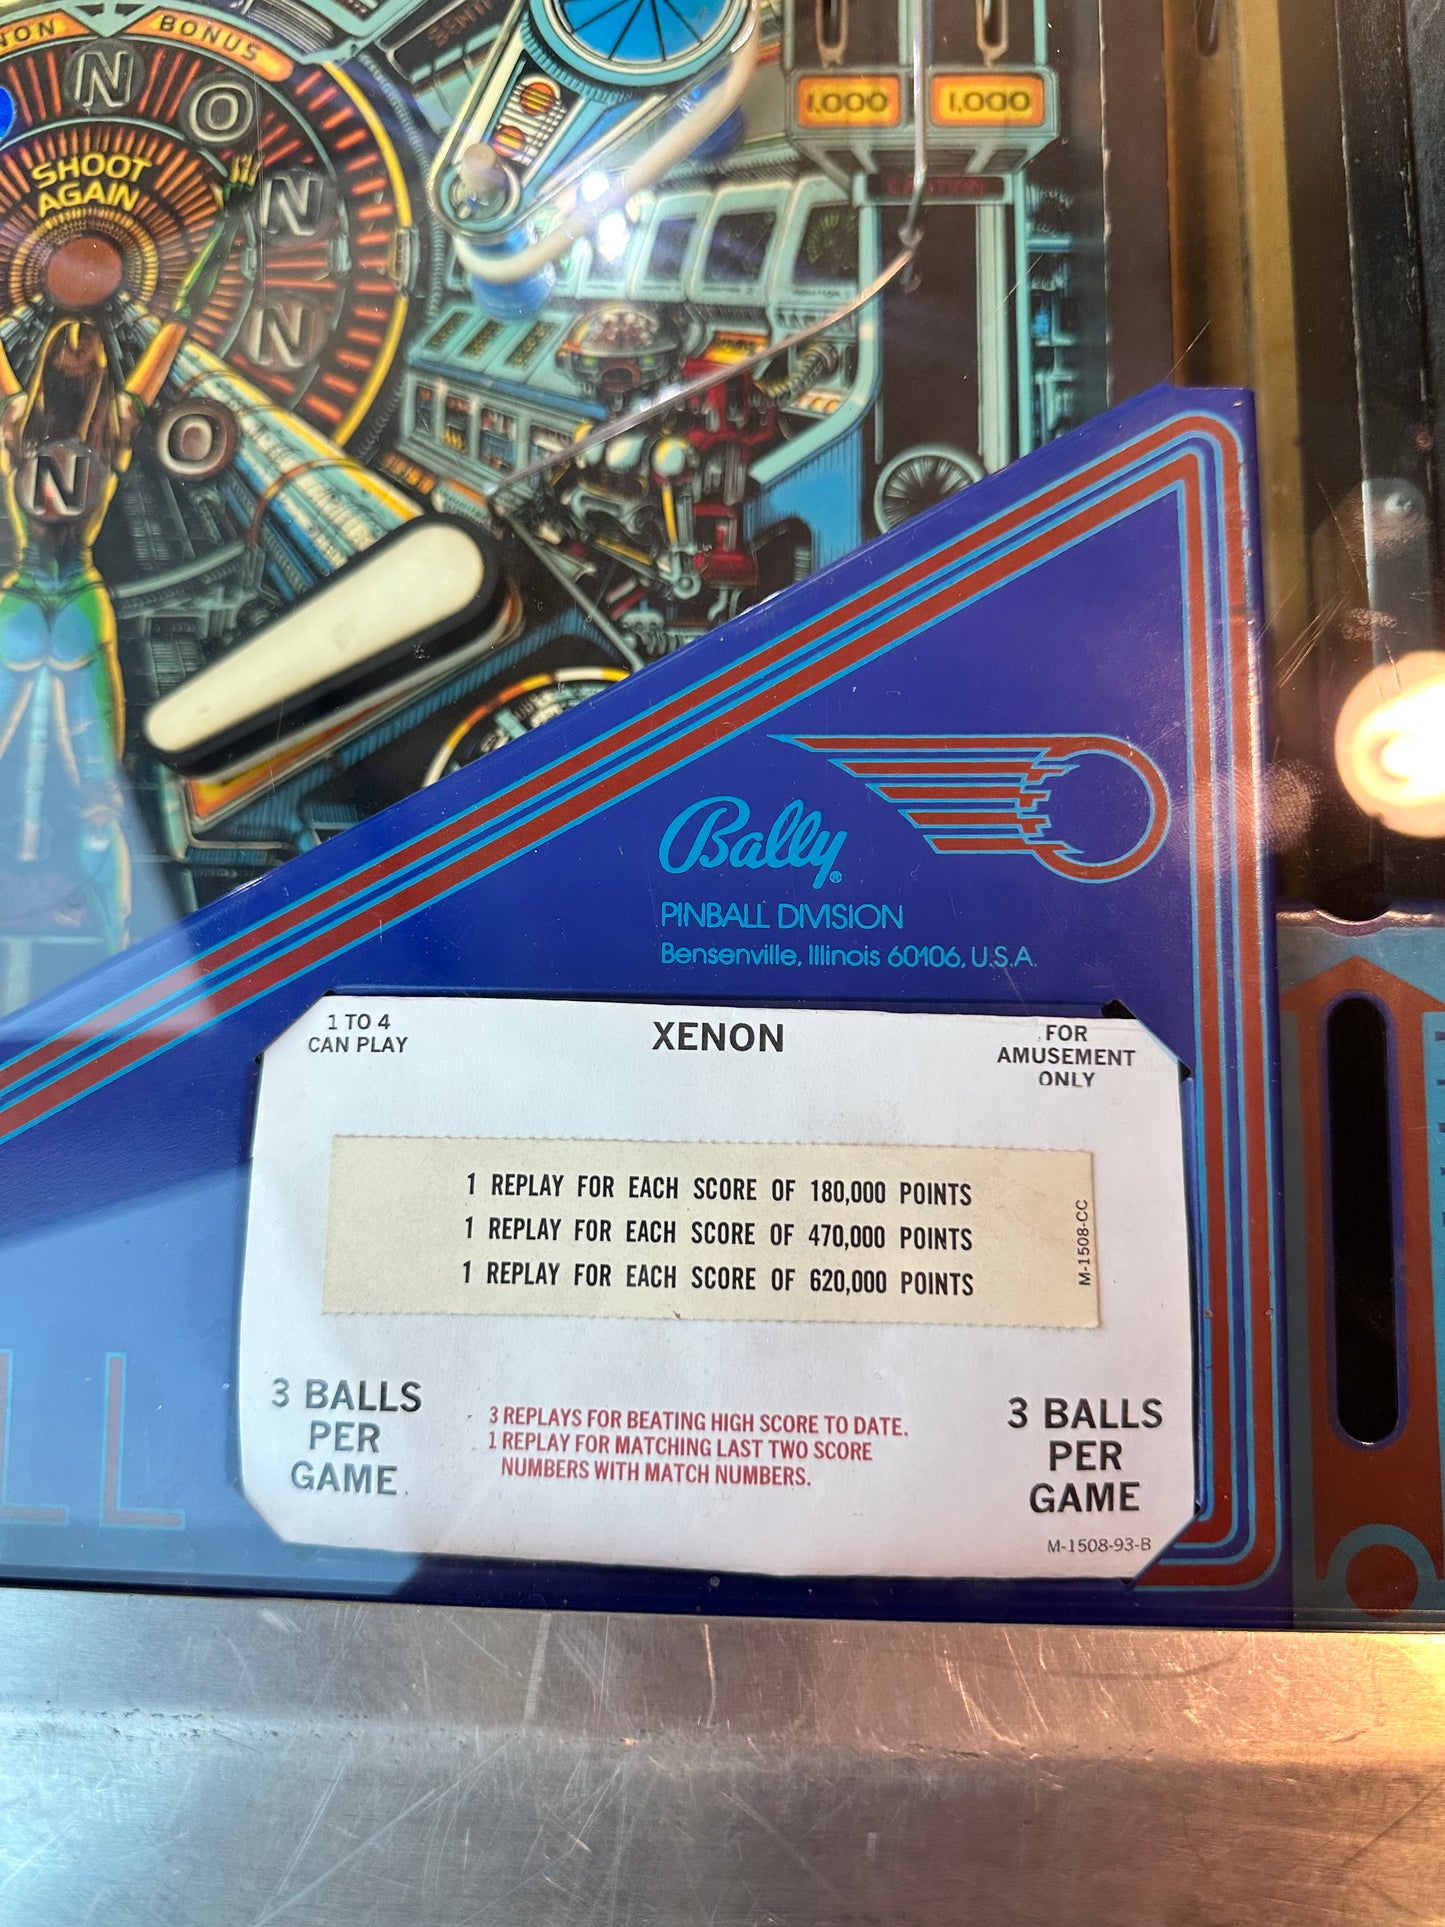 NON BONUS
N
O
N
N
O
N
SHOOT
AGAIN
1,000 1,000
Bally®
PINBALL DIVISION
Bensenville, Illinois 60106, U.S.A.
1 TO 4
CAN PLAY
XENON
FOR
AMUSEMENT
ONLY
1 REPLAY FOR EACH SCORE OF 180,000 POINTS
1 REPLAY FOR EACH SCORE OF 470,000 POINTS
1 REPLAY FOR EACH SCORE OF 620,000 POINTS
M-1508-CC
3 BALLS
PER
GAME
3 REPLAYS FOR BEATING HIGH SCORE TO DATE.
1 REPLAY FOR MATCHING LAST TWO SCORE
NUMBERS WITH MATCH NUMBERS.
3 BALLS
PER
GAME
M-1508-93-B
LL